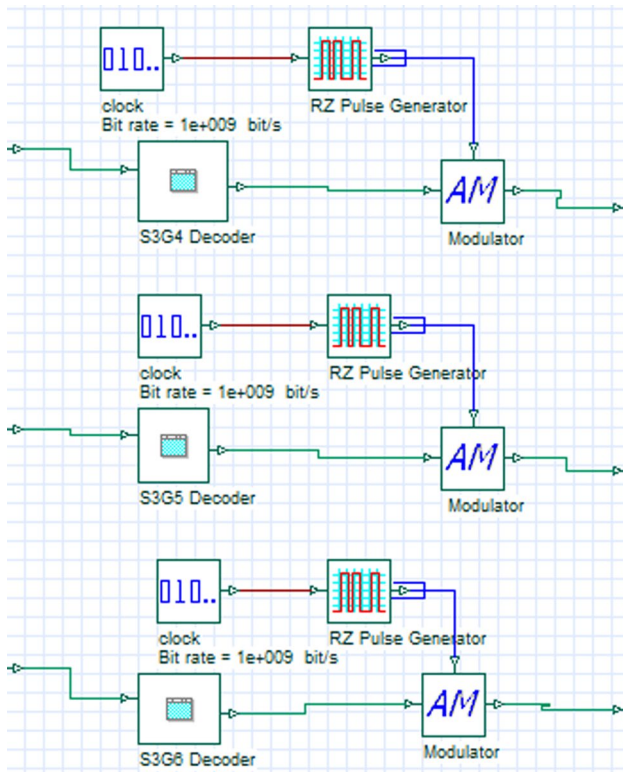 010..
clock
Bit rate = 1e+009 bit/s
RZ Pulse Generator
S3G4 Decoder
AM
Modulator
010..
clock
Bit rate = 1e+009 bit/s
RZ Pulse Generator
S3G5 Decoder
AM
Modulator
010..
clock
Bit rate = 1e+009 bit/s
RZ Pulse Generator
S3G6 Decoder
AM
Modulator